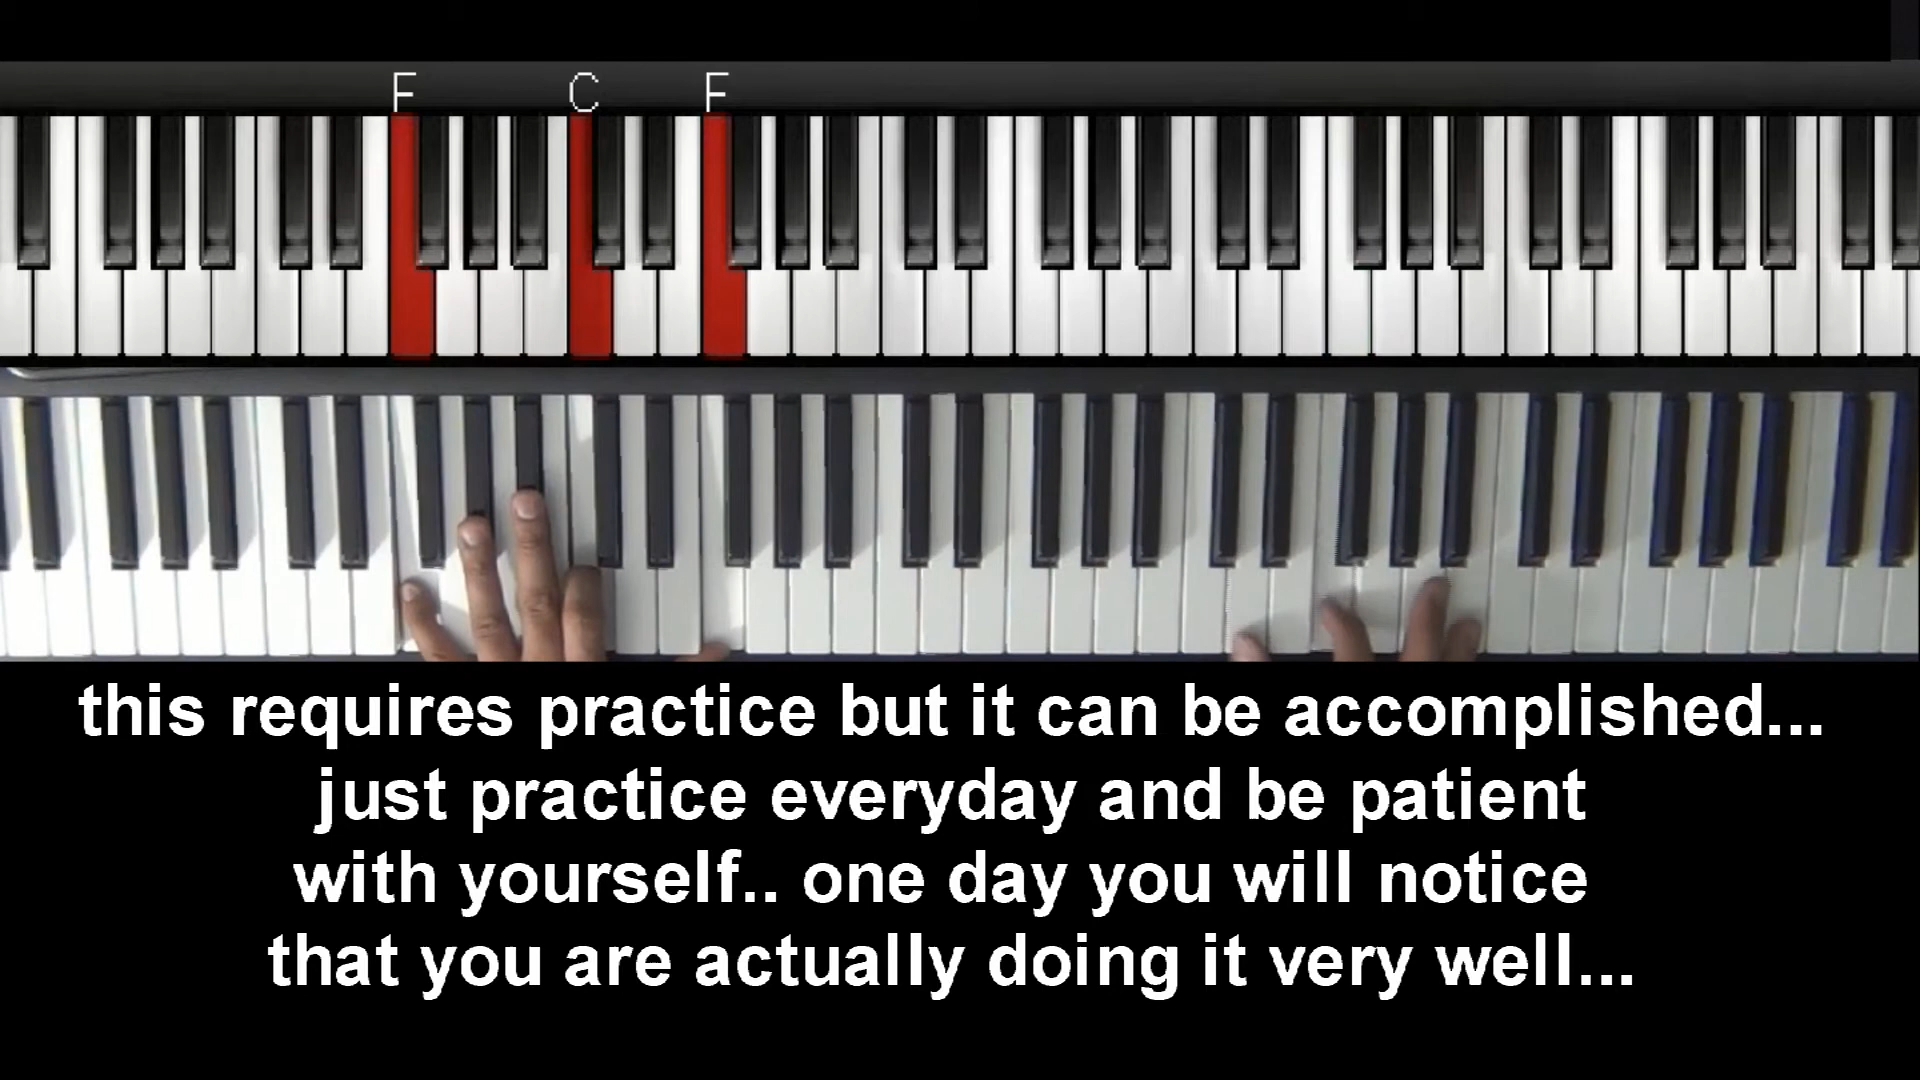 F C F
this requires practice but it can be accomplished...
just practice everyday and be patient
with yourself.. one day you will notice
that you are actually doing it very well...